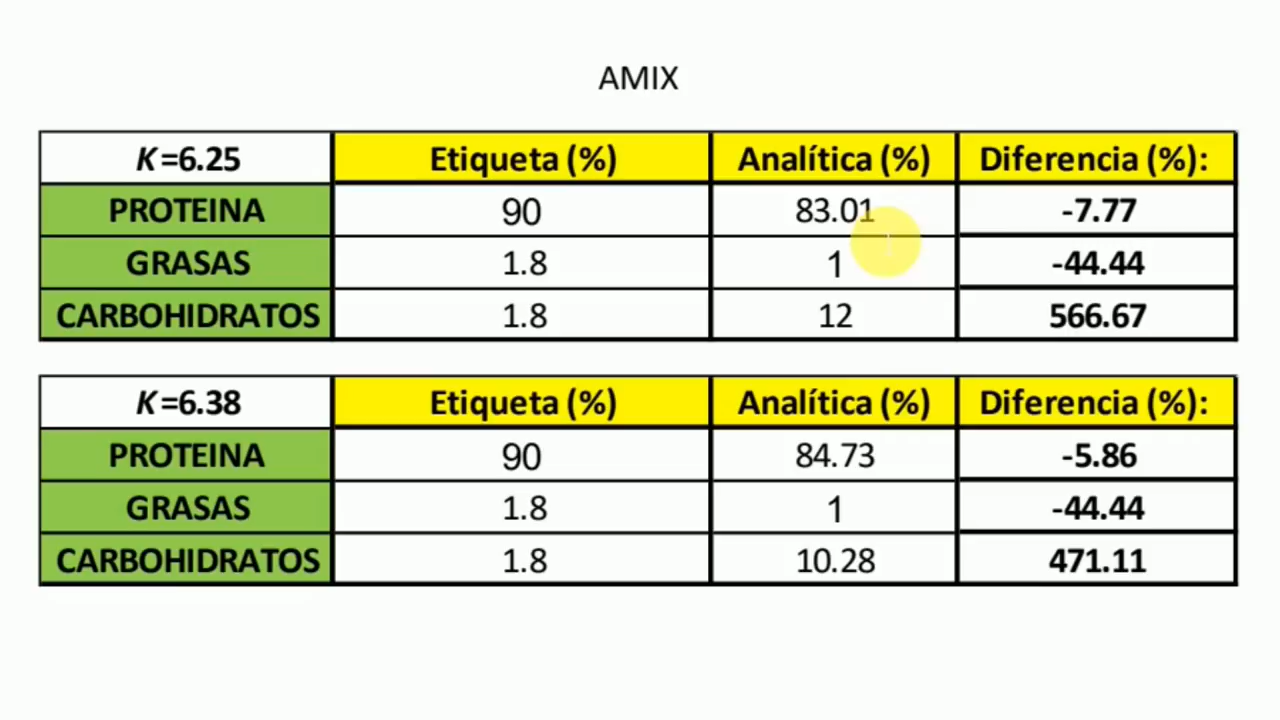 AMIX
K=6.25 Etiqueta (%) Analítica (%) Diferencia (%):
PROTEINA 90 83.01 -7.77
GRASAS 1.8 1 -44.44
CARBOHIDRATOS 1.8 12 566.67
K=6.38 Etiqueta (%) Analítica (%) Diferencia (%):
PROTEINA 90 84.73 -5.86
GRASAS 1.8 1 -44.44
CARBOHIDRATOS 1.8 10.28 471.11